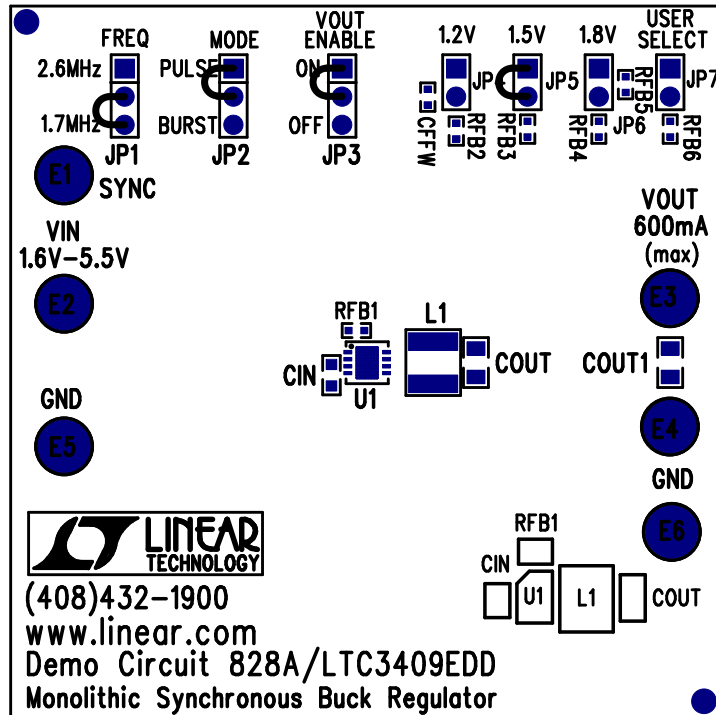 FREQ
MODE
VOUT
ENABLE
1.2V
1.5V
1.8V
USER
SELECT
2.6MHz
PULSE
ON
JP
JP5
JP7
1.7MHz
BURST
OFF
JP6
JP1
JP2
JP3
CFFW
RFB2
RFB3
RFB4
RFB5
RFB6
E1
SYNC
VIN
1.6V-5.5V
E2
VOUT
600mA
(max)
E3
RFB1
L1
CIN
U1
COUT
COUT1
GND
E5
E4
GND
E6
LT LINEAR
TECHNOLOGY
RFB1
CIN
U1
L1
COUT
(408)432-1900
www.linear.com
Demo Circuit 828A/LTC3409EDD
Monolithic Synchronous Buck Regulator